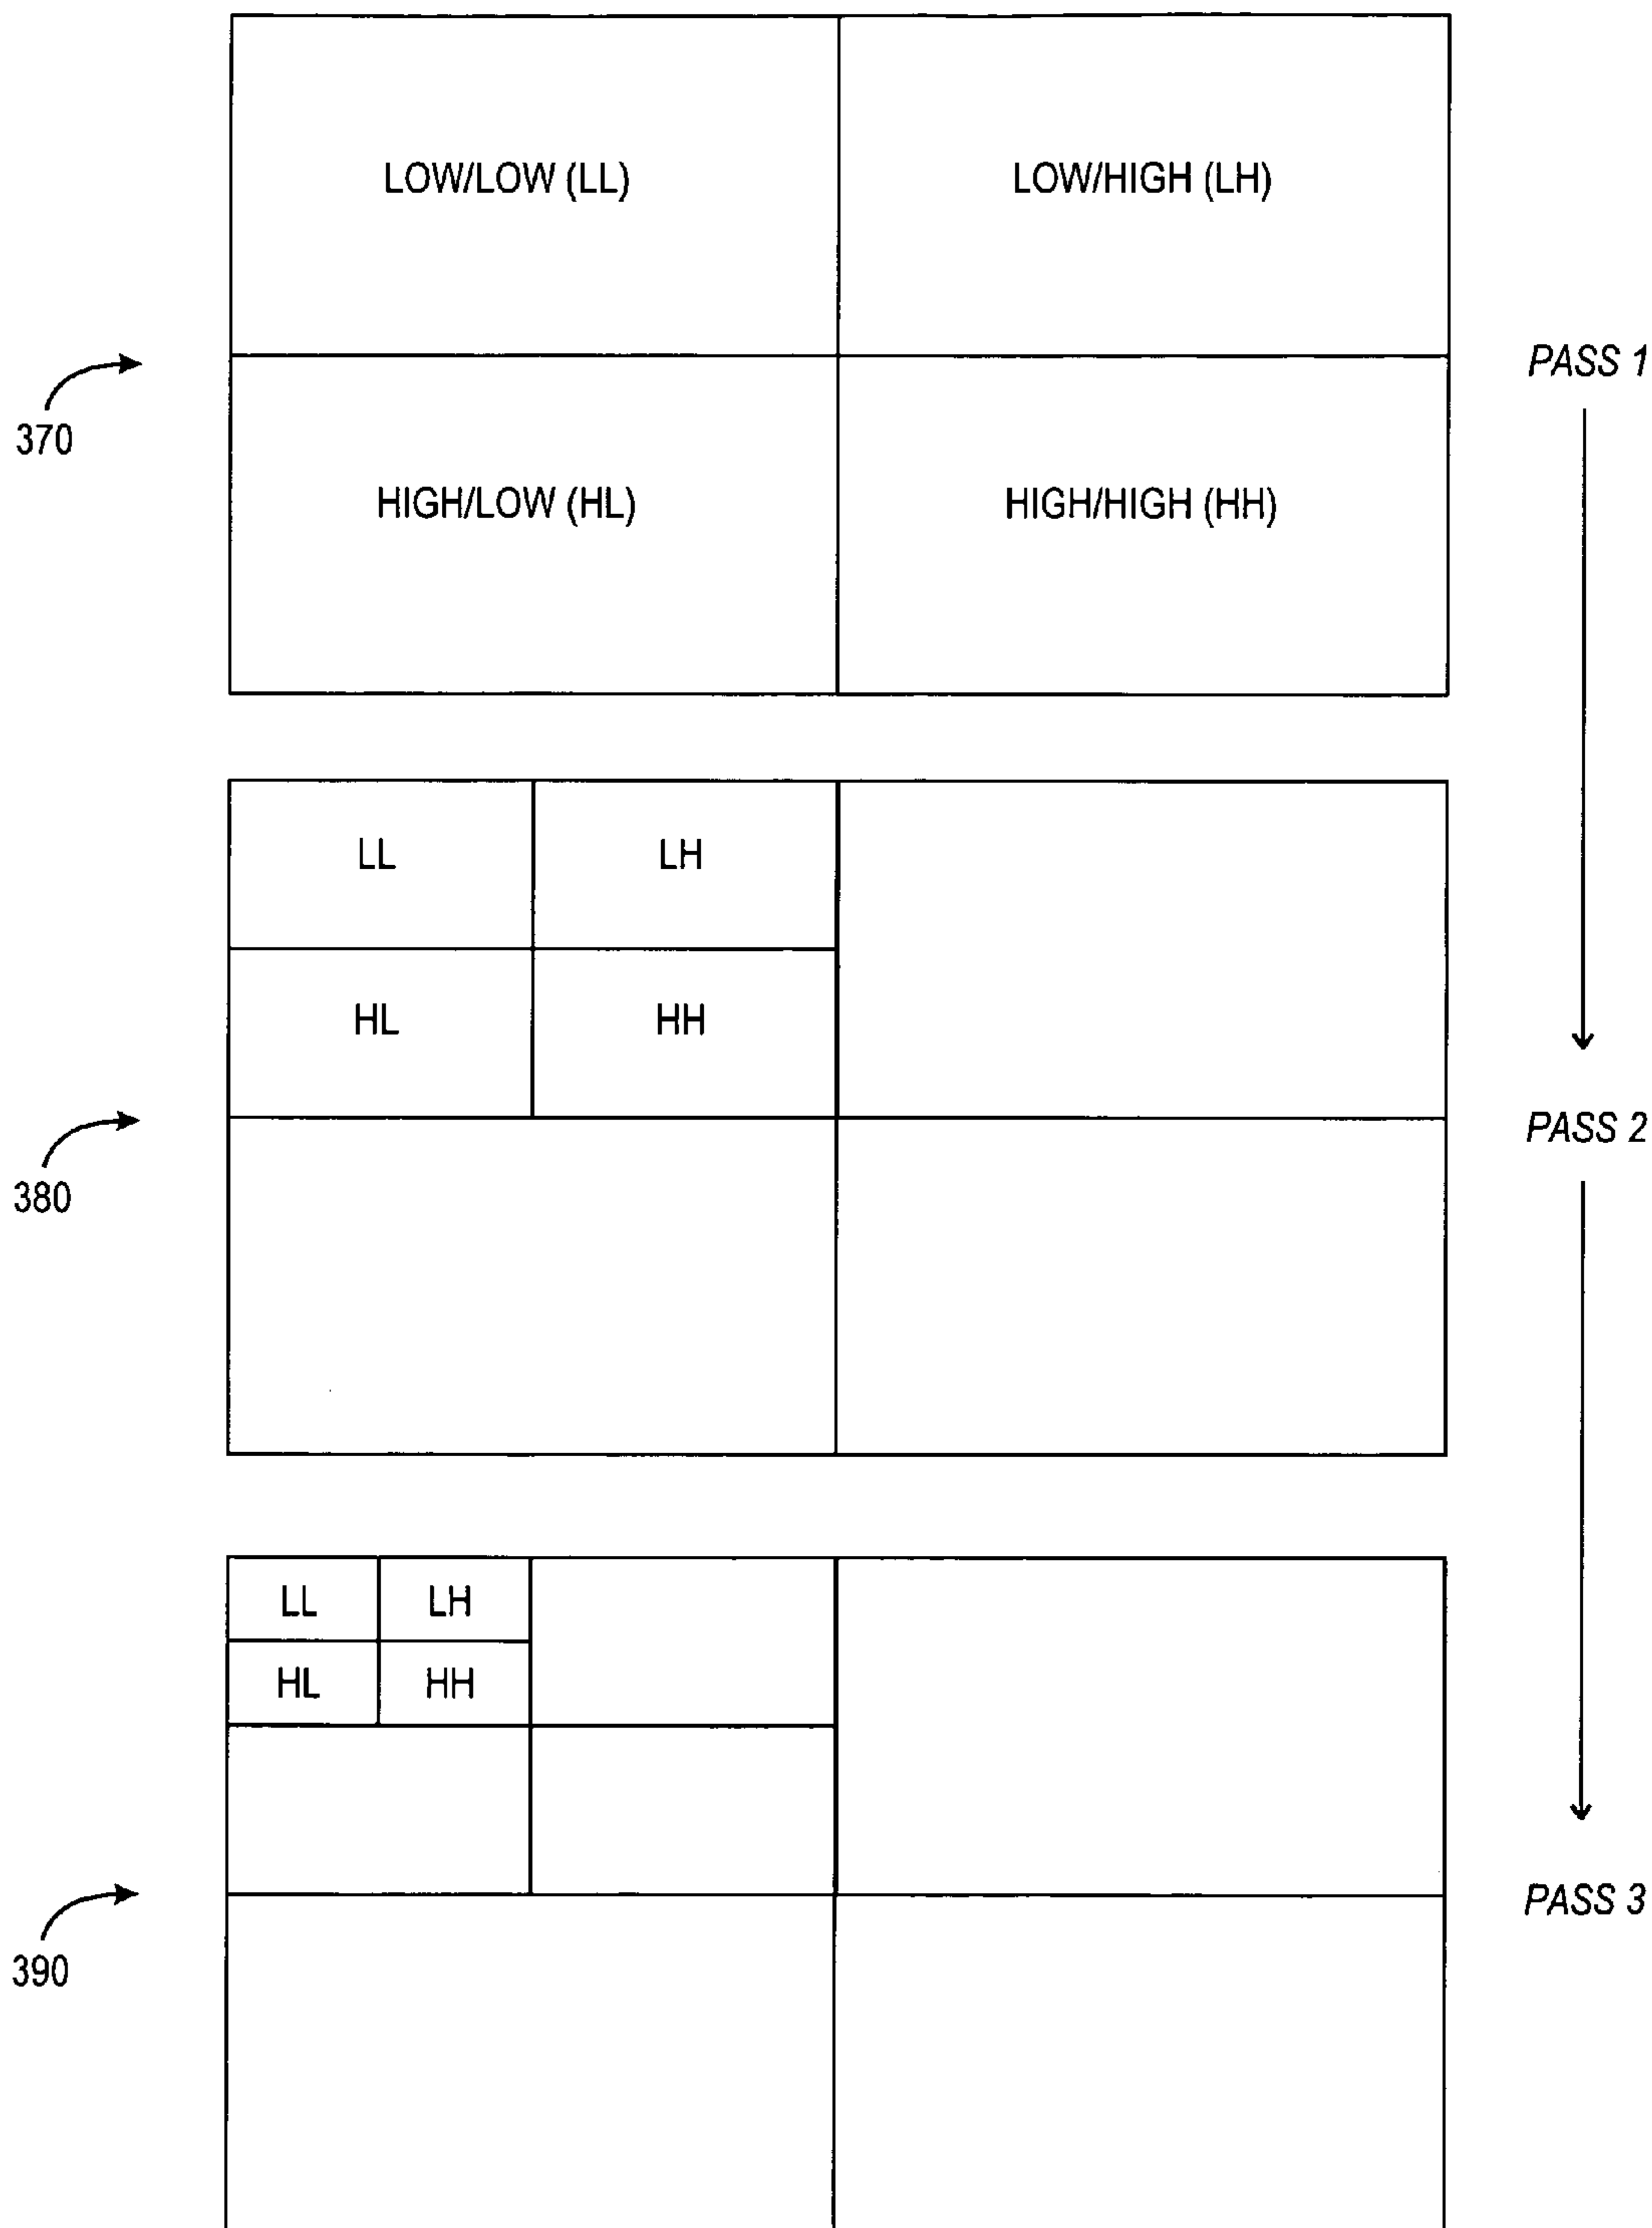 LOW/LOW (LL)
LOW/HIGH (LH)
PASS 1
370
HIGH/LOW (HL)
HIGH/HIGH (HH)
LL
LH
HL
HH
PASS 2
380
LL
LH
HL
HH
PASS 3
390